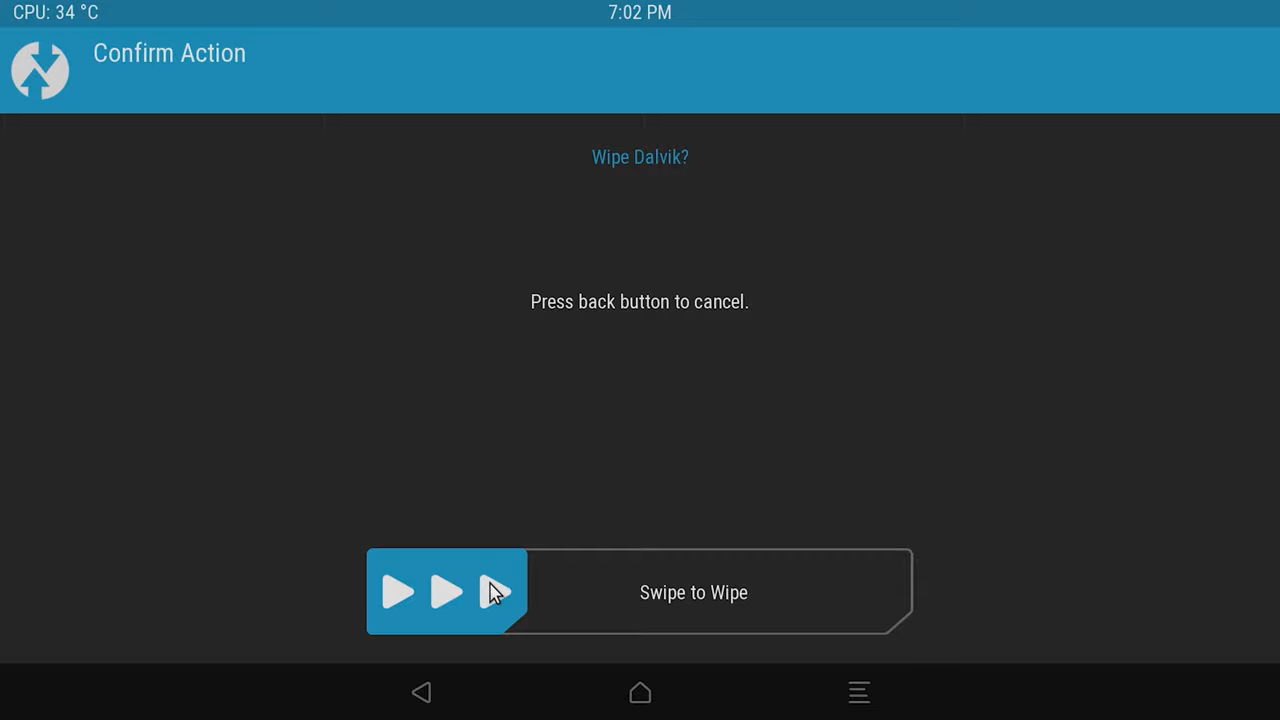 CPU: 34 °C
7:02 PM
Confirm Action
Wipe Dalvik?
Press back button to cancel.
Swipe to Wipe